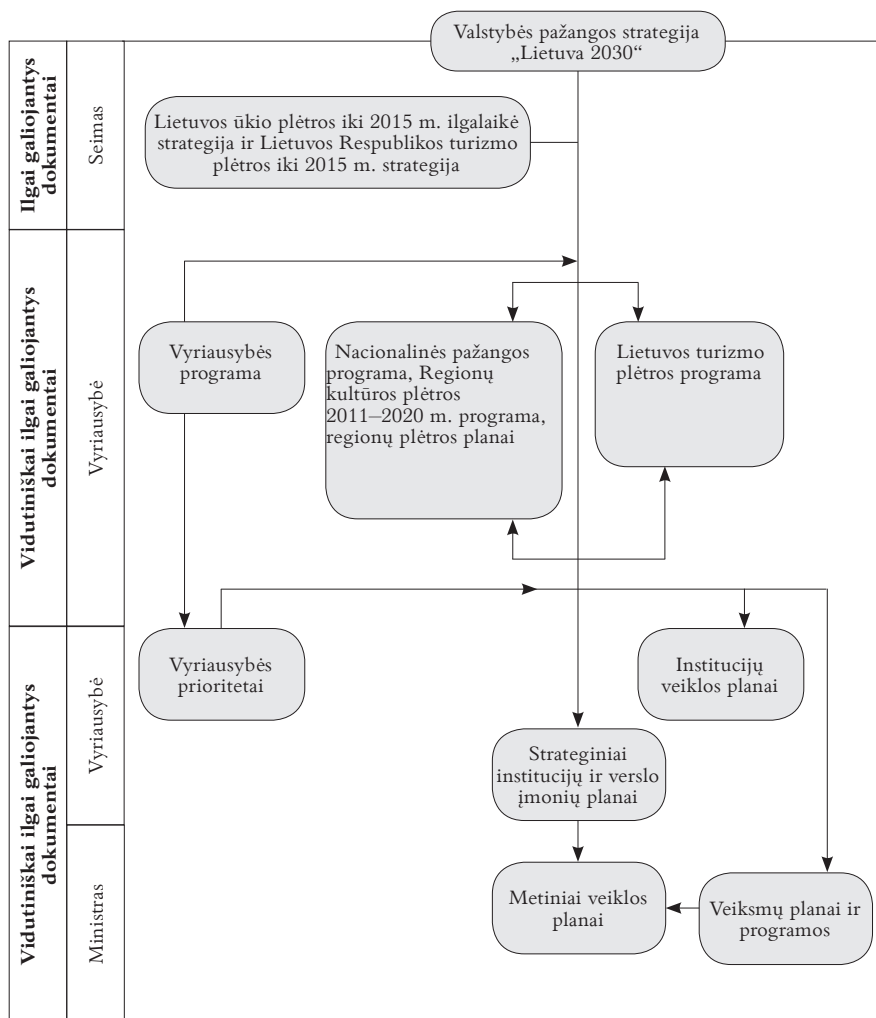 Valstybės pažangos strategija
„Lietuva 2030“
Ilgai galiojantys
dokumentai
Seimas
Lietuvos ūkio plėtros iki 2015 m. ilgalaikė
strategija ir Lietuvos Respublikos turizmo
plėtros iki 2015 m. strategija
Vidutiniškai ilgai galiojantys
dokumentai
Vyriausybė
Vyriausybės
programa
Nacionalinės pažangos
programa, Regionų
kultūros plėtros
2011–2020 m. programa,
regionų plėtros planai
Lietuvos turizmo
plėtros programa
Vidutiniškai ilgai galiojantys
dokumentai
Vyriausybė
Vyriausybės
prioritetai
Institucijų
veiklos planai
Strateginiai
institucijų ir verslo
įmonių planai
Ministras
Metiniai veiklos
planai
Veiksmų planai ir
programos